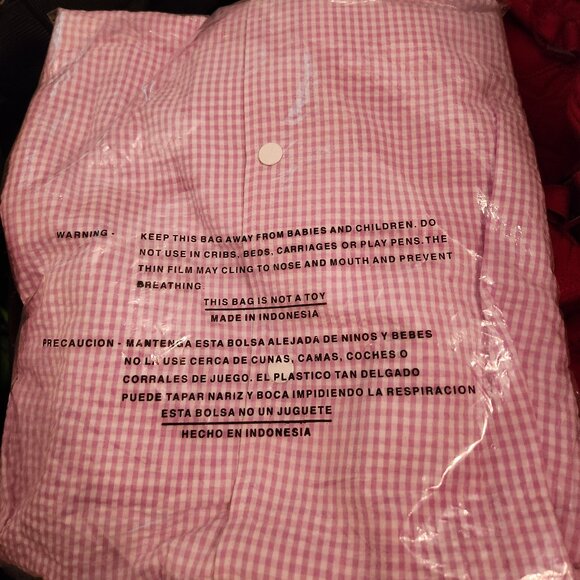 WARNING - KEEP THIS BAG AWAY FROM BABIES AND CHILDREN. DO
NOT USE IN CRIBS, BEDS, CARRIAGES OR PLAY PENS. THE
THIN FILM MAY CLING TO NOSE AND MOUTH AND PREVENT
BREATHING
THIS BAG IS NOT A TOY
MADE IN INDONESIA
PRECAUCION - MANTENGA ESTA BOLSA ALEJADA DE NINOS Y BEBES
NO LA USE CERCA DE CUNAS, CAMAS, COCHES O
CORRALES DE JUEGO. EL PLASTICO TAN DELGADO
PUEDE TAPAR NARIZ Y BOCA IMPIDIENDO LA RESPIRACION
ESTA BOLSA NO UN JUGUETE
HECHO EN INDONESIA